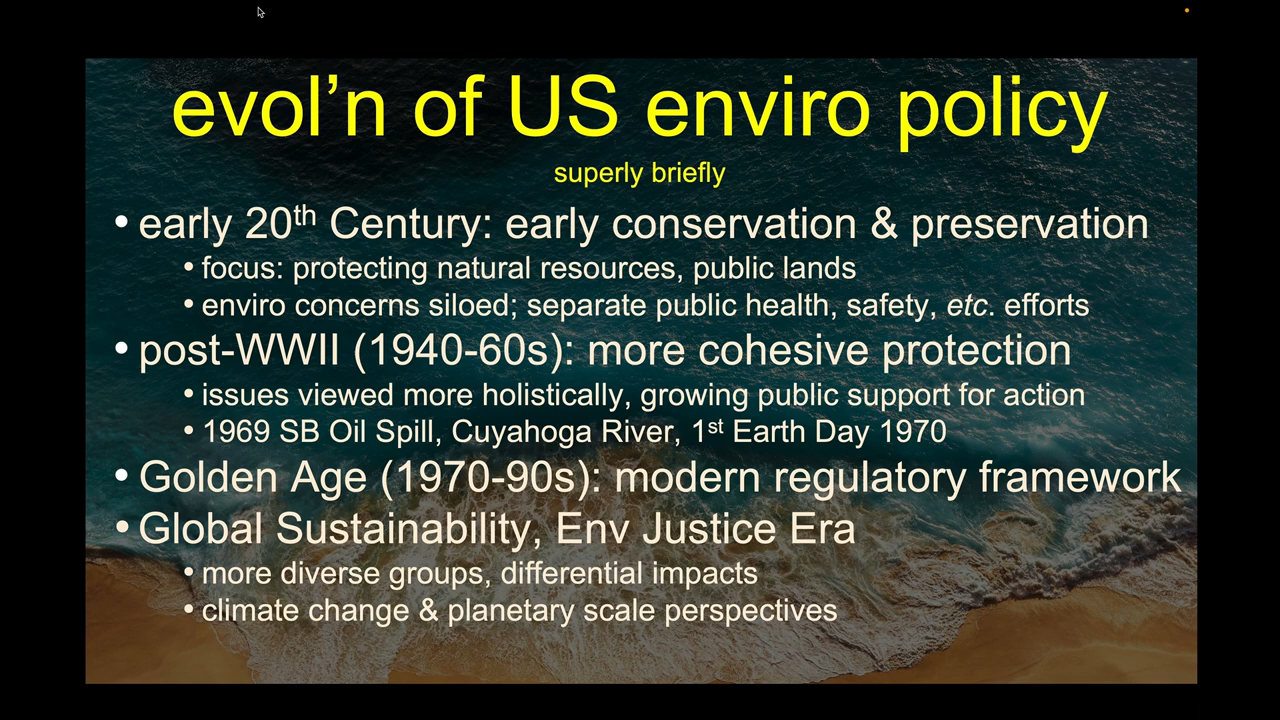 evol’n of US enviro policy
superly briefly
• early 20th Century: early conservation & preservation
• focus: protecting natural resources, public lands
• enviro concerns siloed; separate public health, safety, etc. efforts
• post-WWII (1940-60s): more cohesive protection
• issues viewed more holistically, growing public support for action
• 1969 SB Oil Spill, Cuyahoga River, 1st Earth Day 1970
• Golden Age (1970-90s): modern regulatory framework
• Global Sustainability, Env Justice Era
• more diverse groups, differential impacts
• climate change & planetary scale perspectives